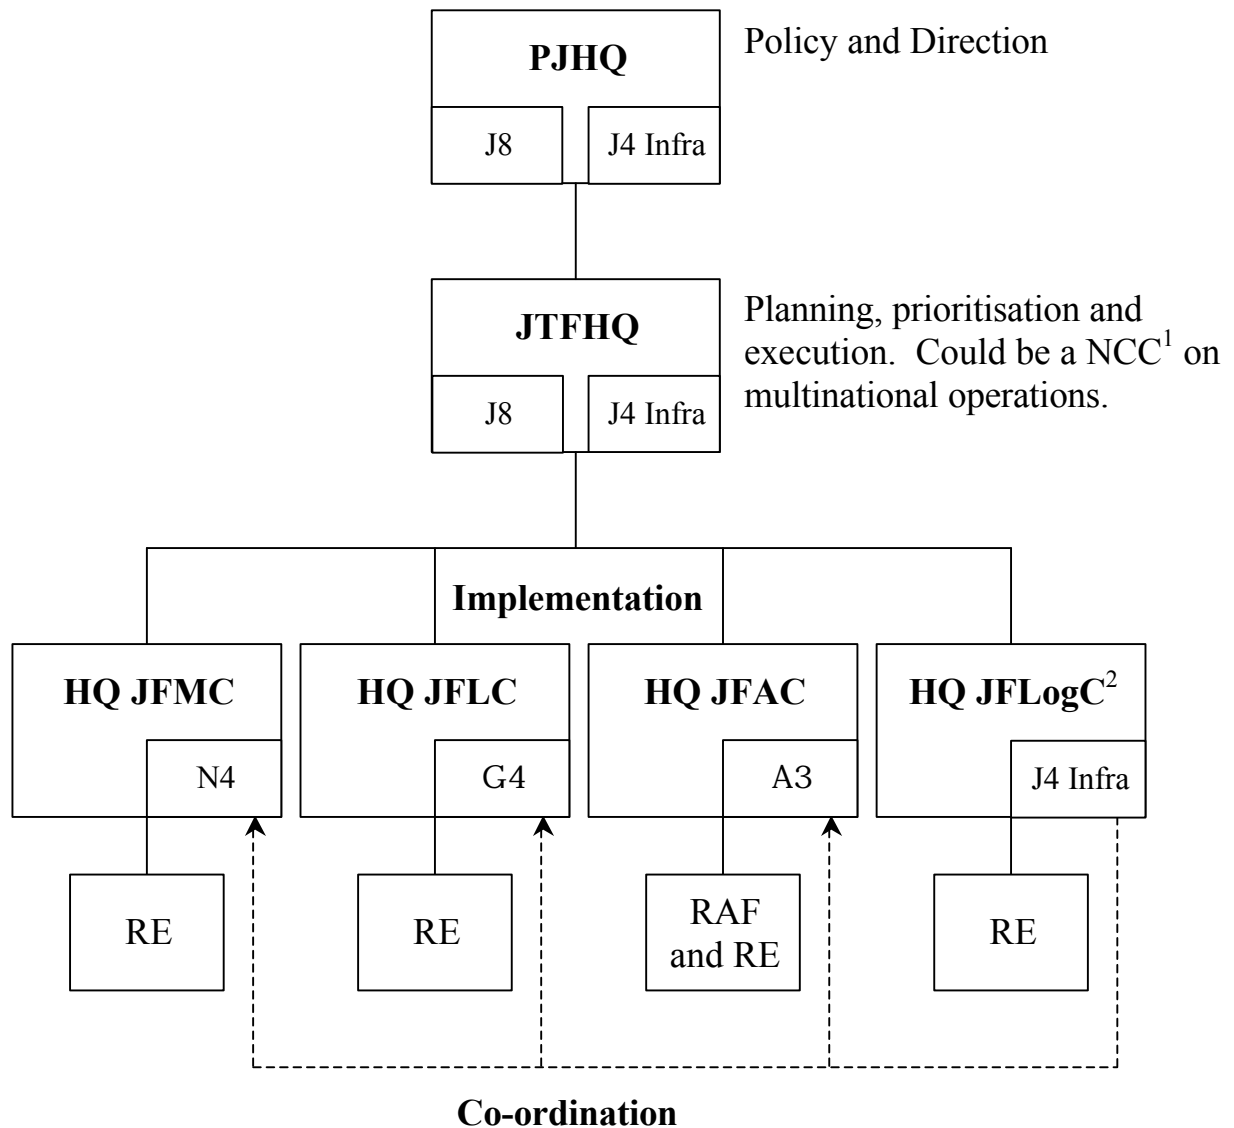 PJHQ
Policy and Direction
J8
J4 Infra
JTFHQ
Planning, prioritisation and
execution.  Could be a NCC¹ on
multinational operations.
J8
J4 Infra
Implementation
HQ JFMC
HQ JFLC
HQ JFAC
HQ JFLogC²
N4
G4
A3
J4 Infra
RE
RE
RAF
and RE
RE
Co-ordination